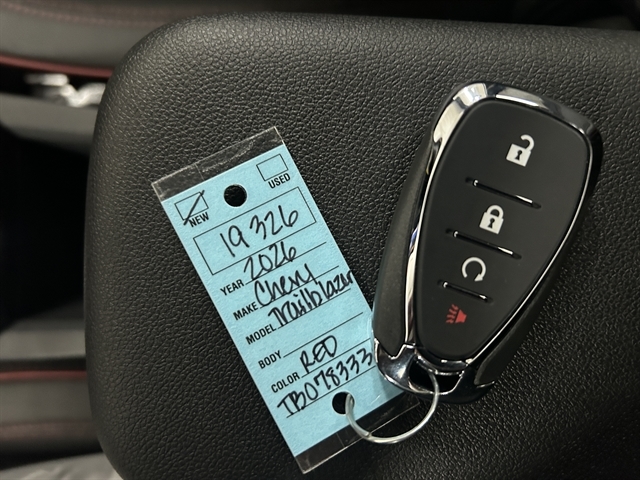 NEW USED
19326
YEAR 2026
MAKE Chevy
MODEL Trailblazer
BODY
COLOR RED
TB078333